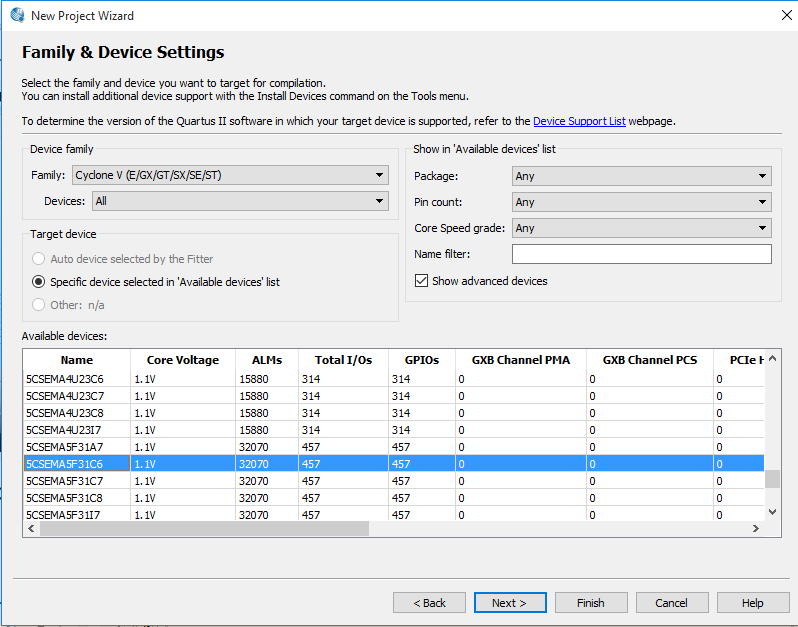 New Project Wizard
Family & Device Settings
Select the family and device you want to target for compilation.
You can install additional device support with the Install Devices command on the Tools menu.
To determine the version of the Quartus II software in which your target device is supported, refer to the Device Support List webpage.
Device family
Family: Cyclone V (E/GX/GT/SX/SE/ST)
Devices: All
Target device
Auto device selected by the Fitter
Specific device selected in 'Available devices' list
Other: n/a
Show in 'Available devices' list
Package: Any
Pin count: Any
Core Speed grade: Any
Name filter:
Show advanced devices
Available devices:
Name Core Voltage ALMs Total I/Os GPIOs GXB Channel PMA GXB Channel PCS PCIe H
5CSEMA4U23C6 1.1V 15880 314 314 0 0 0
5CSEMA4U23C7 1.1V 15880 314 314 0 0 0
5CSEMA4U23C8 1.1V 15880 314 314 0 0 0
5CSEMA4U23I7 1.1V 15880 314 314 0 0 0
5CSEMA5F31A7 1.1V 32070 457 457 0 0 0
5CSEMA5F31C6 1.1V 32070 457 457 0 0 0
5CSEMA5F31C7 1.1V 32070 457 457 0 0 0
5CSEMA5F31C8 1.1V 32070 457 457 0 0 0
5CSEMA5F31I7 1.1V 32070 457 457 0 0 0
< Back Next > Finish Cancel Help